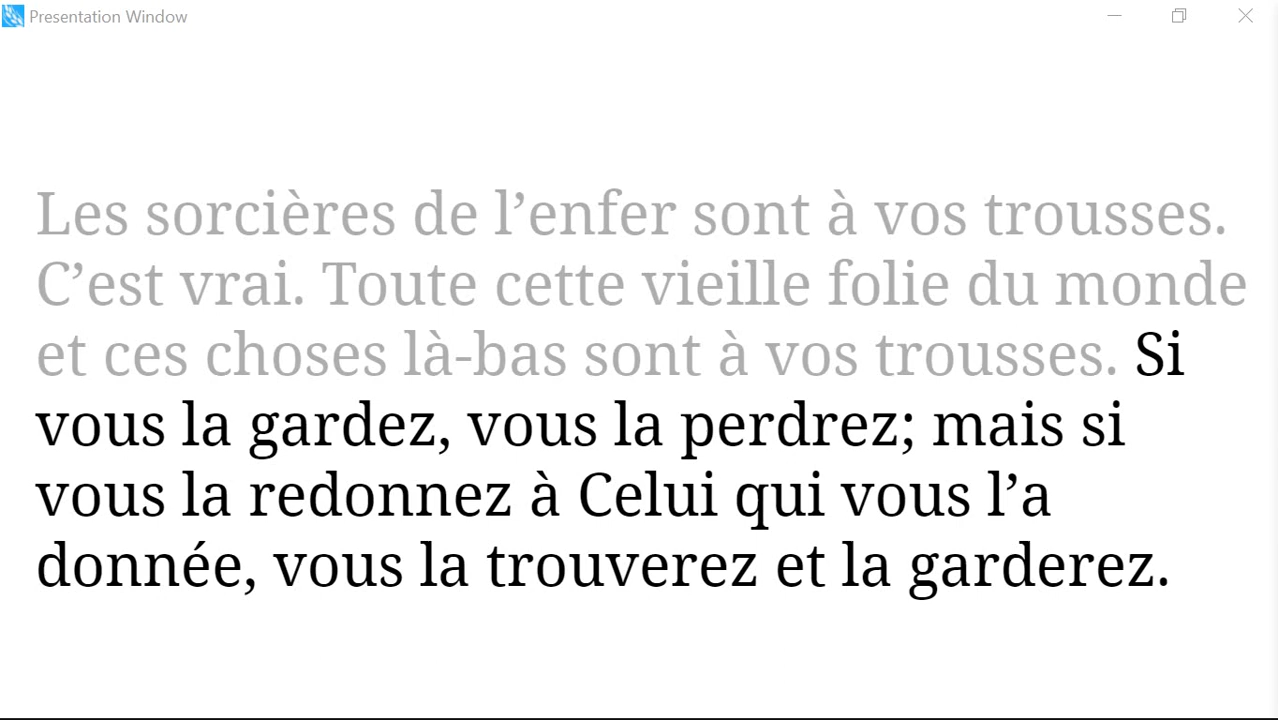 Presentation Window
Les sorcières de l’enfer sont à vos trousses.
C’est vrai. Toute cette vieille folie du monde
et ces choses là-bas sont à vos trousses. Si
vous la gardez, vous la perdrez; mais si
vous la redonnez à Celui qui vous l’a
donnée, vous la trouverez et la garderez.